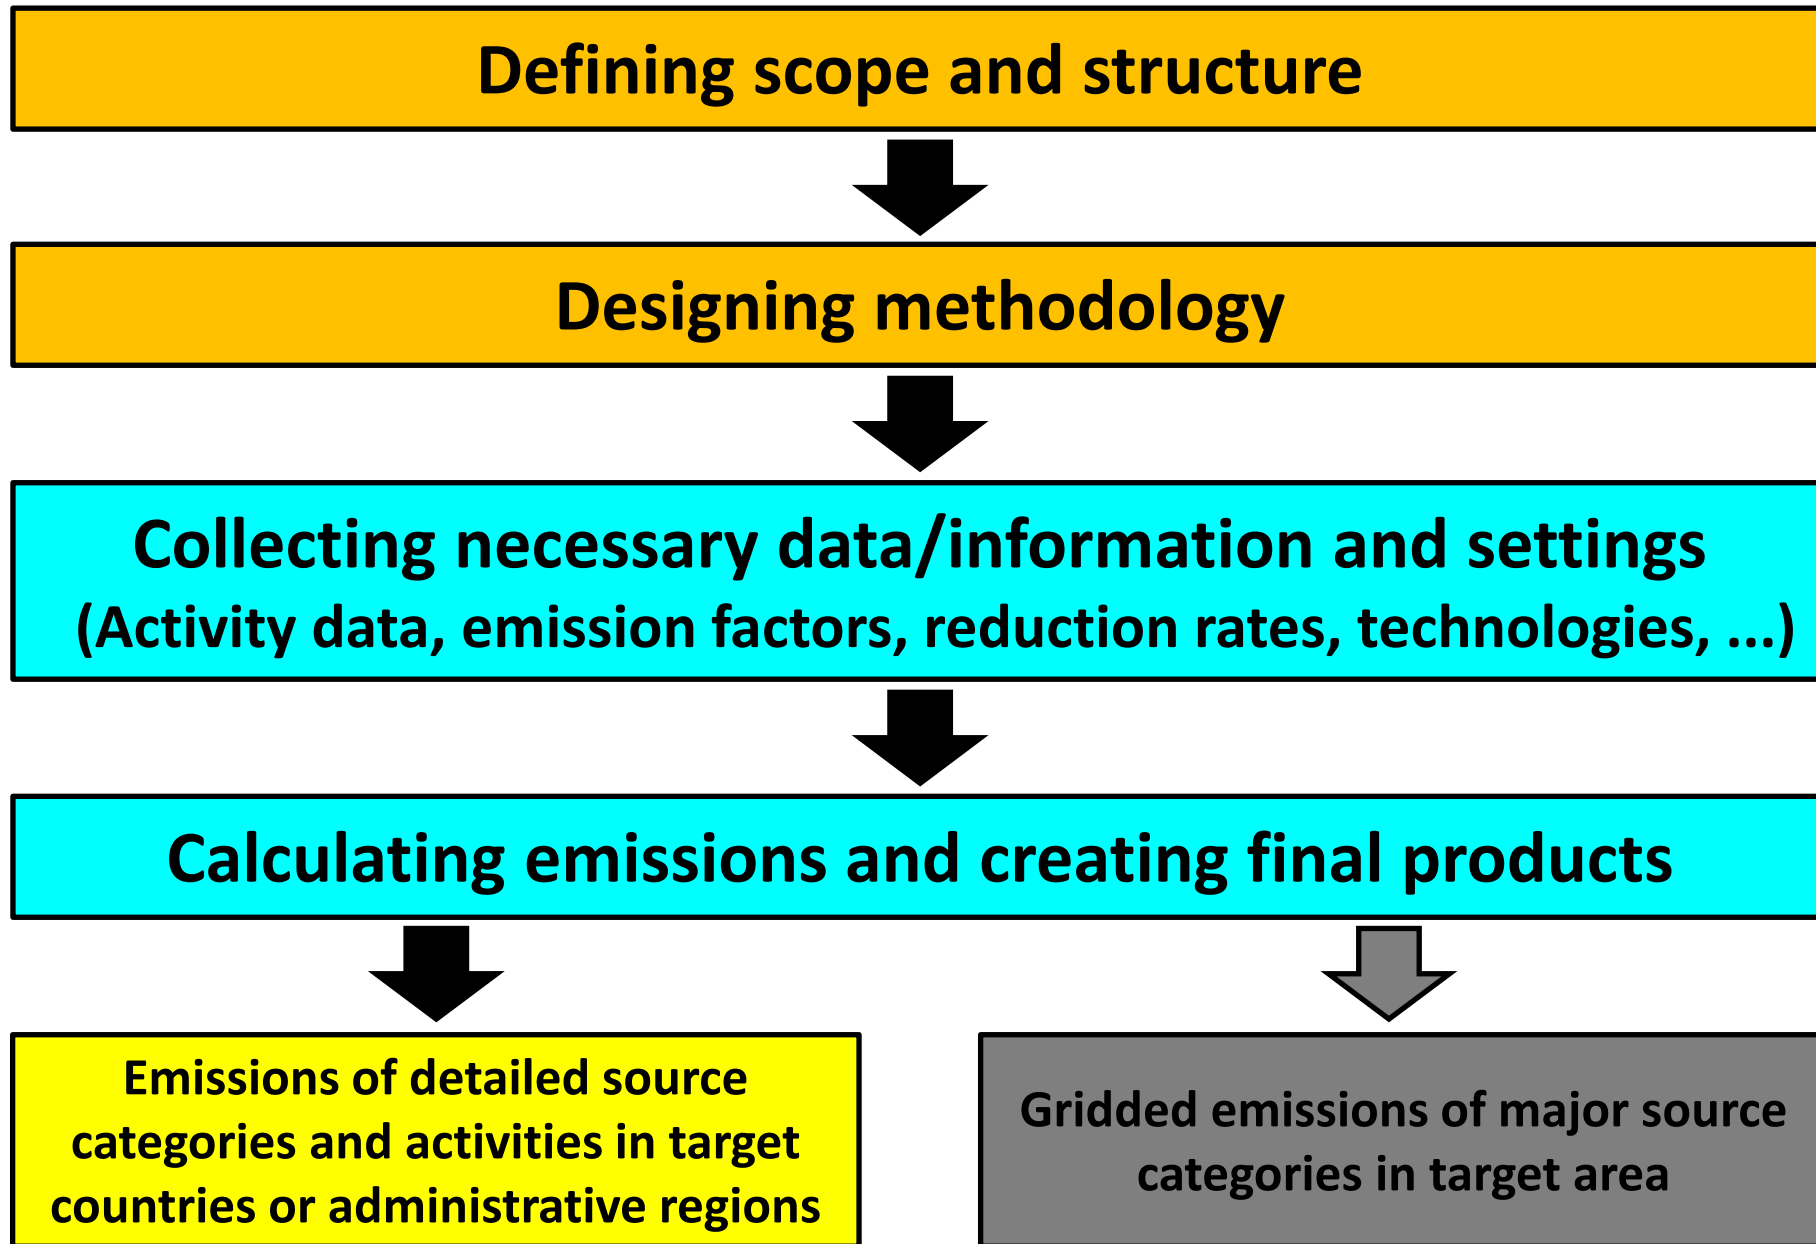 Defining scope and structure
Designing methodology
Collecting necessary data/information and settings
(Activity data, emission factors, reduction rates, technologies, ...)
Calculating emissions and creating final products
Emissions of detailed source
categories and activities in target
countries or administrative regions
Gridded emissions of major source
categories in target area